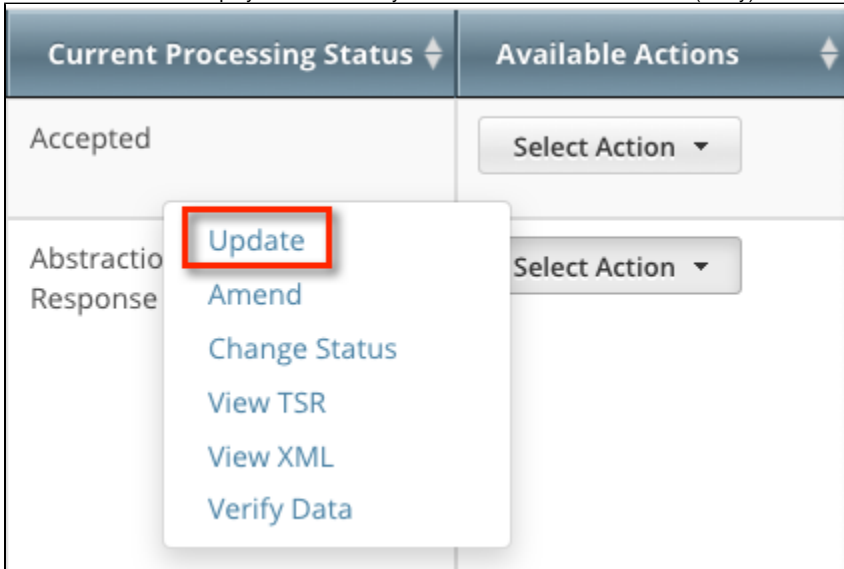 Current Processing Status
Available Actions
Accepted
Select Action
Abstractio
Response
Select Action
Update
Amend
Change Status
View TSR
View XML
Verify Data